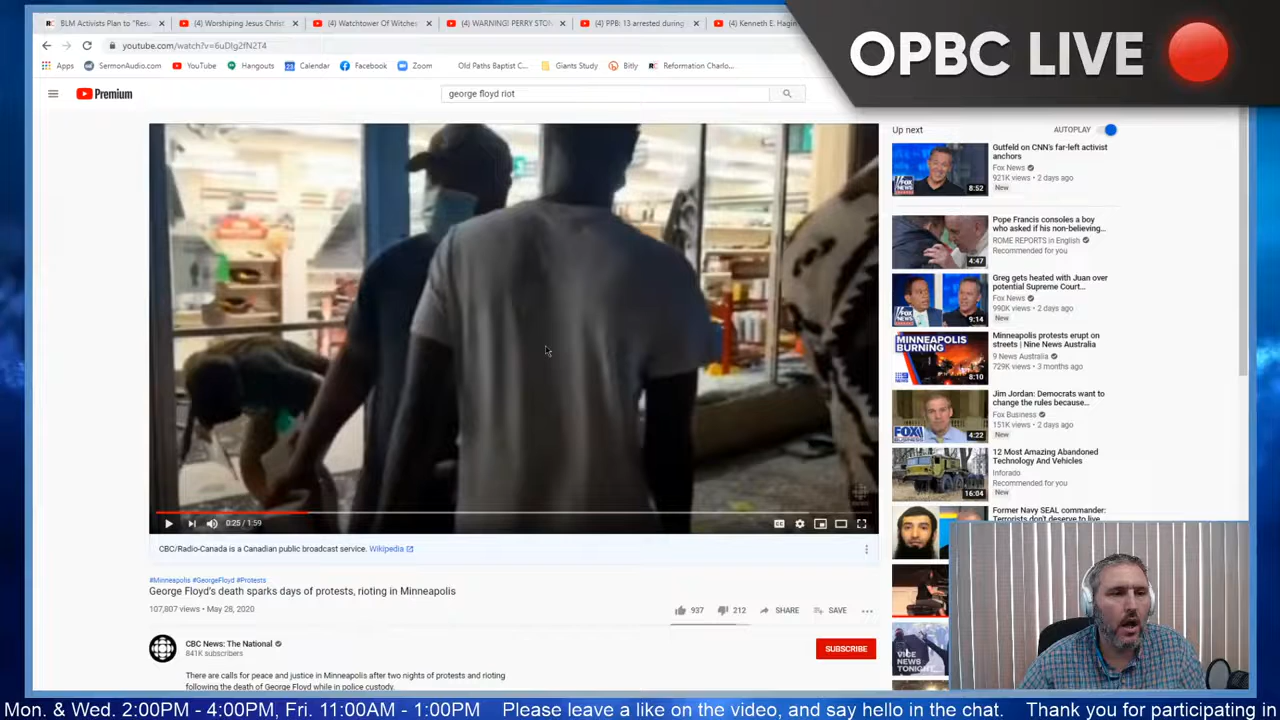 BLM Activists Plan to "Resu
(4) Worshiping Jesus Christ
(4) Watchtower Of Witches
(4) WARNING! PERRY STON
(4) PPB: 13 arrested during
(4) Kenneth E. Hagin
OPBC LIVE
youtube.com/watch?v=6uDIg2fN2T4
Apps
SermonAudio.com
YouTube
Hangouts
Calendar
Facebook
Zoom
Old Paths Baptist C...
Giants Study
Bitly
Reformation Charlo...
Premium
george floyd riot
Up next
AUTOPLAY
Gutfeld on CNN's far-left activist
anchors
Fox News
921K views • 2 days ago
New
8:52
Pope Francis consoles a boy
who asked if his non-believing...
ROME REPORTS in English
Recommended for you
4:47
Greg gets heated with Juan over
potential Supreme Court...
Fox News
990K views • 2 days ago
New
9:14
MINNEAPOLIS
BURNING
Minneapolis protests erupt on
streets | Nine News Australia
9 News Australia
729K views • 3 months ago
8:10
Jim Jordan: Democrats want to
change the rules because...
Fox Business
151K views • 2 days ago
New
FOX
BUSINESS
4:22
12 Most Amazing Abandoned
Technology And Vehicles
Inforado
Recommended for you
16:04
New
Former Navy SEAL commander:
Terrorists don't deserve to live
VICE
NEWS
TONIGHT
0:25 / 1:59
CC
CBC/Radio-Canada is a Canadian public broadcast service. Wikipedia
#Minneapolis #GeorgeFloyd #Protests
George Floyd's death sparks days of protests, rioting in Minneapolis
107,807 views • May 28, 2020
937
212
SHARE
SAVE
CBC News: The National
841K subscribers
SUBSCRIBE
There are calls for peace and justice in Minneapolis after two nights of protests and rioting
following the death of George Floyd while in police custody.
Mon. & Wed. 2:00PM - 4:00PM, Fri. 11:00AM - 1:00PM Please leave a like on the video, and say hello in the chat. Thank you for participating in